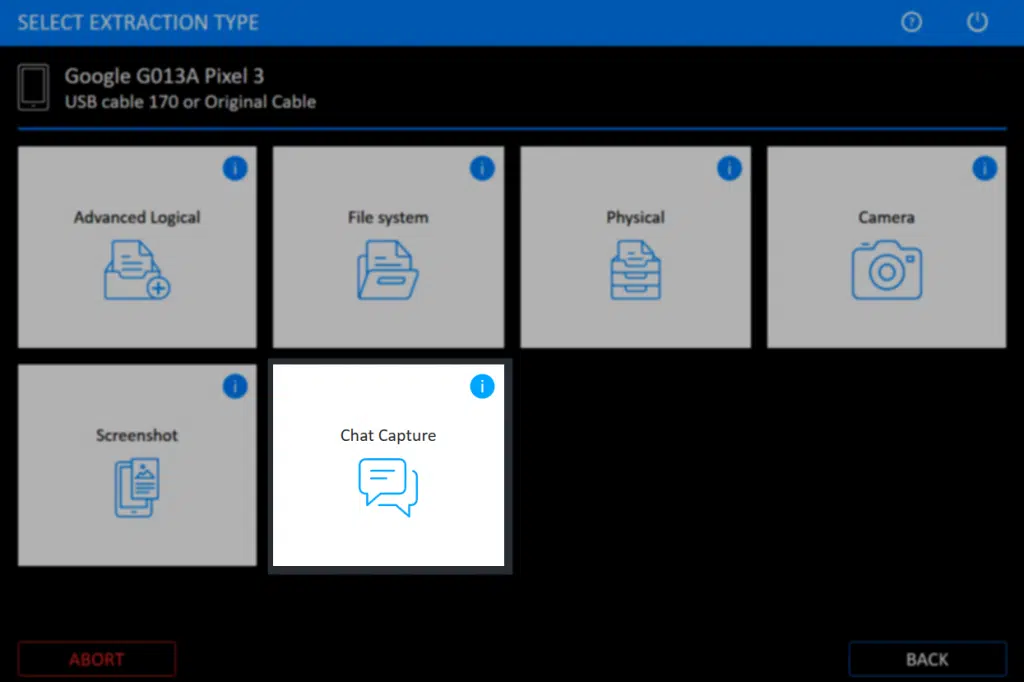 SELECT EXTRACTION TYPE
Google G013A Pixel 3
USB cable 170 or Original Cable
Advanced Logical
File system
Physical
Camera
Screenshot
Chat Capture
ABORT
BACK